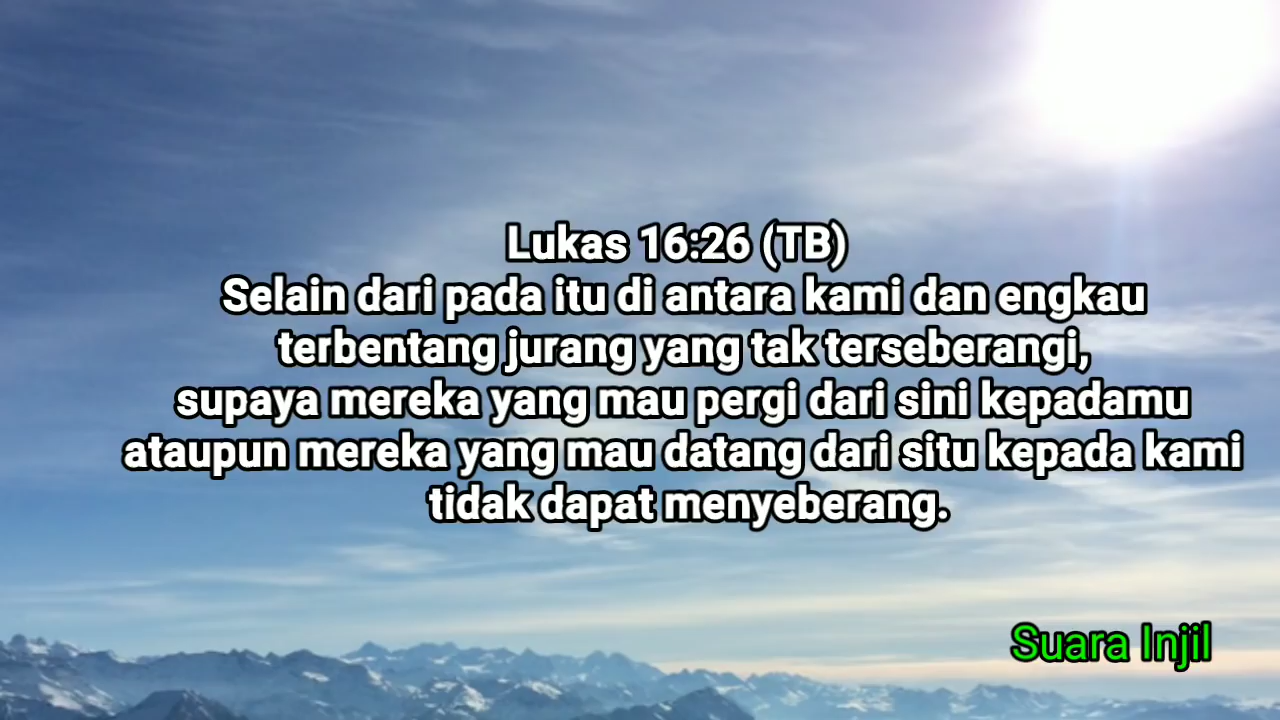 Lukas 16:26 (TB)
Selain dari pada itu di antara kami dan engkau
terbentang jurang yang tak terseberangi,
supaya mereka yang mau pergi dari sini kepadamu
ataupun mereka yang mau datang dari situ kepada kami
tidak dapat menyeberang.
Suara Injil